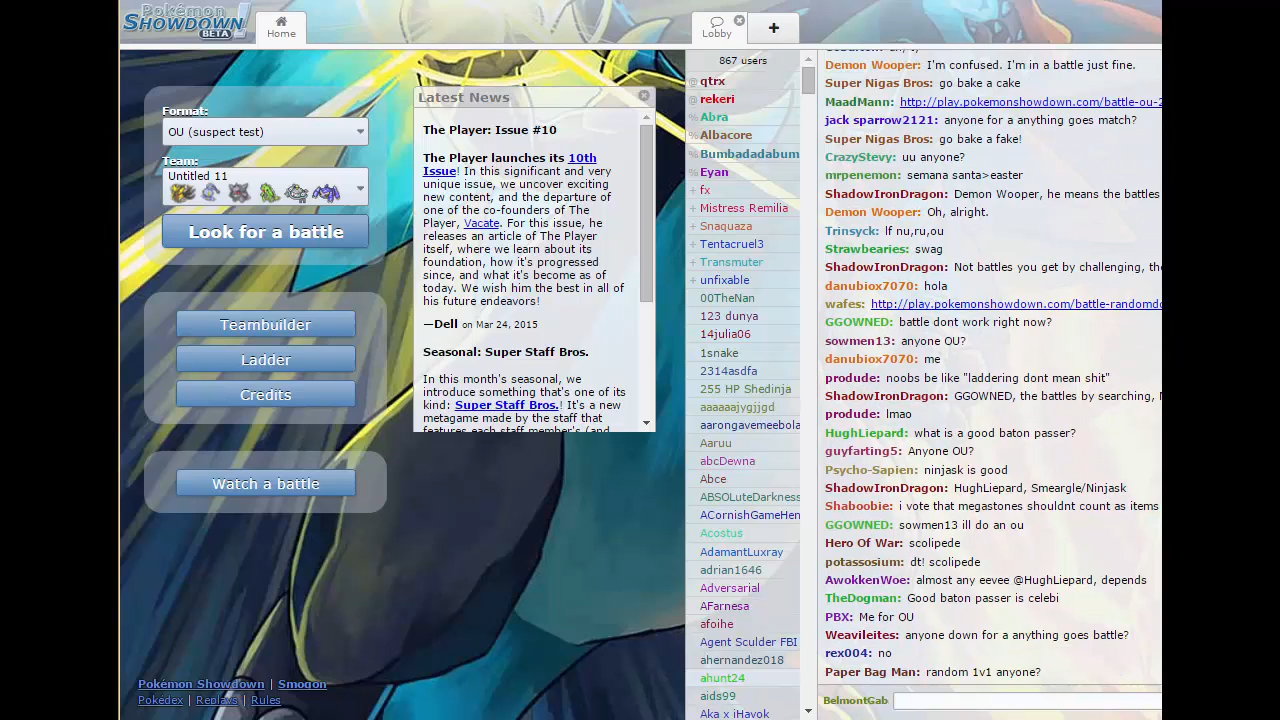 Pokémon
SHOWDOWN!
BETA
Home
Lobby
+
Format:
OU (suspect test)
Team:
Untitled 11
Look for a battle
Teambuilder
Ladder
Credits
Watch a battle
Pokémon Showdown | Smogon
Pokedex | Replays | Rules
Latest News
The Player: Issue #10
The Player launches its 10th
Issue! In this significant and very
unique issue, we uncover exciting
new content, and the departure of
one of the co-founders of The
Player, Vacate. For this issue, he
releases an article of The Player
itself, where we learn about its
foundation, how it's progressed
since, and what it's become as of
today. We wish him the best in all of
his future endeavors!
—Dell on Mar 24, 2015
Seasonal: Super Staff Bros.
In this month's seasonal, we
introduce something that's one of its
kind: Super Staff Bros.! It's a new
metagame made by the staff that
features each staff member's (and
867 users
@ qtrx
@ rekeri
% Abra
% Albacore
% Bumbadadabum
% Eyan
+ fx
+ Mistress Remilia
+ Snaquaza
+ Tentacruel3
+ Transmuter
+ unfixable
00TheNan
123 dunya
14julia06
1snake
2314asdfa
255 HP Shedinja
aaaaaajygjjgd
aarongavemeebola
Aaruu
abcDewna
Abce
ABSOLuteDarkness
ACornishGameHen
Acostus
AdamantLuxray
adrian1646
Adversarial
AFarnesa
afoihe
Agent Sculder FBI
ahernandez018
ahunt24
aids99
Aka x iHavok
Demon Wooper: I'm confused. I'm in a battle just fine.
Super Nigas Bros: go bake a cake
MaadMann: http://play.pokemonshowdown.com/battle-ou-2
jack sparrow2121: anyone for a anything goes match?
Super Nigas Bros: go bake a fake!
CrazyStevy: uu anyone?
mrpenemon: semana santa>easter
ShadowIronDragon: Demon Wooper, he means the battles
Demon Wooper: Oh, alright.
Trinsyck: lf nu,ru,ou
Strawbearies: swag
ShadowIronDragon: Not battles you get by challenging, the
danubiox7070: hola
wafes: http://play.pokemonshowdown.com/battle-randomdo
GGOWNED: battle dont work right now?
sowmen13: anyone OU?
danubiox7070: me
produde: noobs be like "laddering dont mean shit"
ShadowIronDragon: GGOWNED, the battles by searching, N
produde: lmao
HughLiepard: what is a good baton passer?
guyfarting5: Anyone OU?
Psycho-Sapien: ninjask is good
ShadowIronDragon: HughLiepard, Smeargle/Ninjask
Shaboobie: i vote that megastones shouldnt count as items
GGOWNED: sowmen13 ill do an ou
Hero Of War: scolipede
potassosium: dt! scolipede
AwokkenWoe: almost any eevee @HughLiepard, depends
TheDogman: Good baton passer is celebi
PBX: Me for OU
Weavileites: anyone down for a anything goes battle?
rex004: no
Paper Bag Man: random 1v1 anyone?
BelmontGab